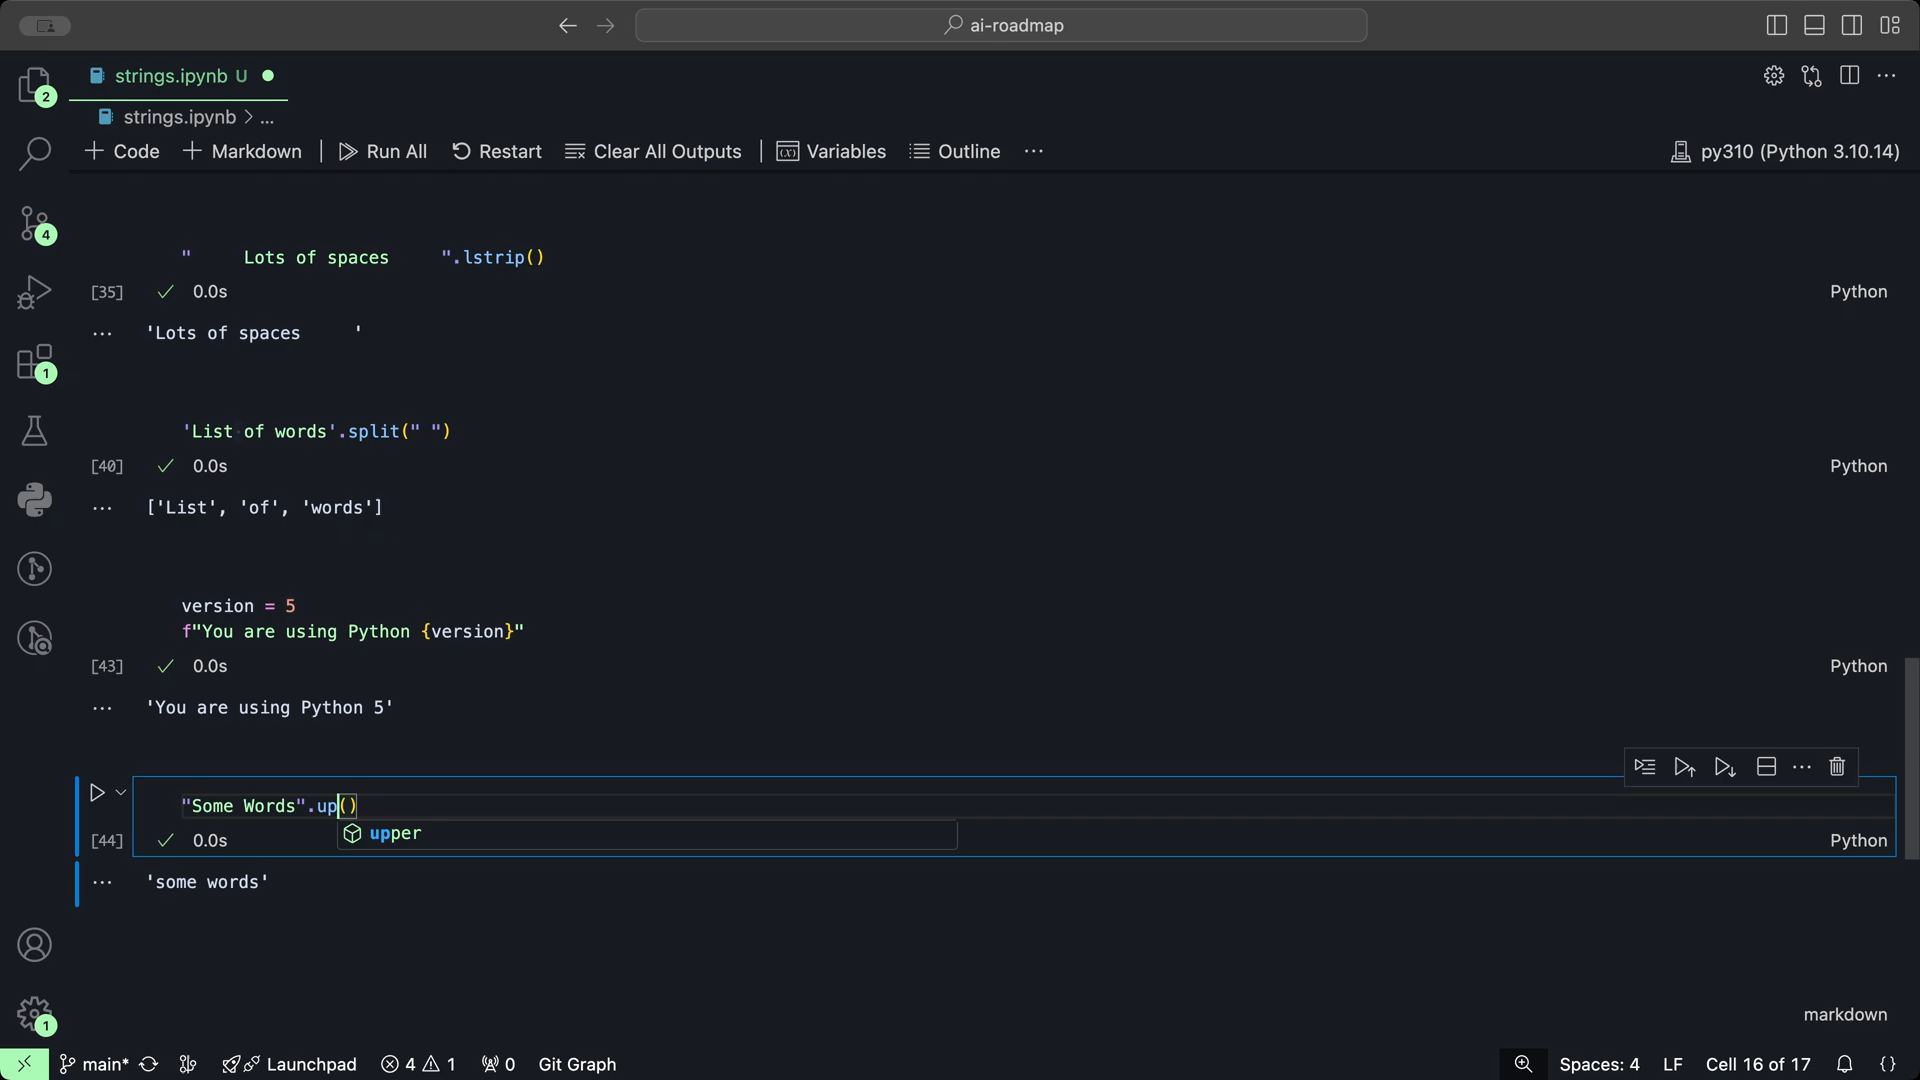 ai-roadmap
strings.ipynb U
2
strings.ipynb > ...
Code Markdown Run All Restart Clear All Outputs Variables Outline ... py310 (Python 3.10.14)
4
"     Lots of spaces     ".lstrip()
[35] 0.0s Python
... 'Lots of spaces     '
1
'List of words'.split(" ")
[40] 0.0s Python
... ['List', 'of', 'words']
version = 5
f"You are using Python {version}"
[43] 0.0s Python
... 'You are using Python 5'
"Some Words".up()
upper
[44] 0.0s Python
... 'some words'
markdown
1
main* Launchpad 4 1 0 Git Graph Spaces: 4 LF Cell 16 of 17 {}